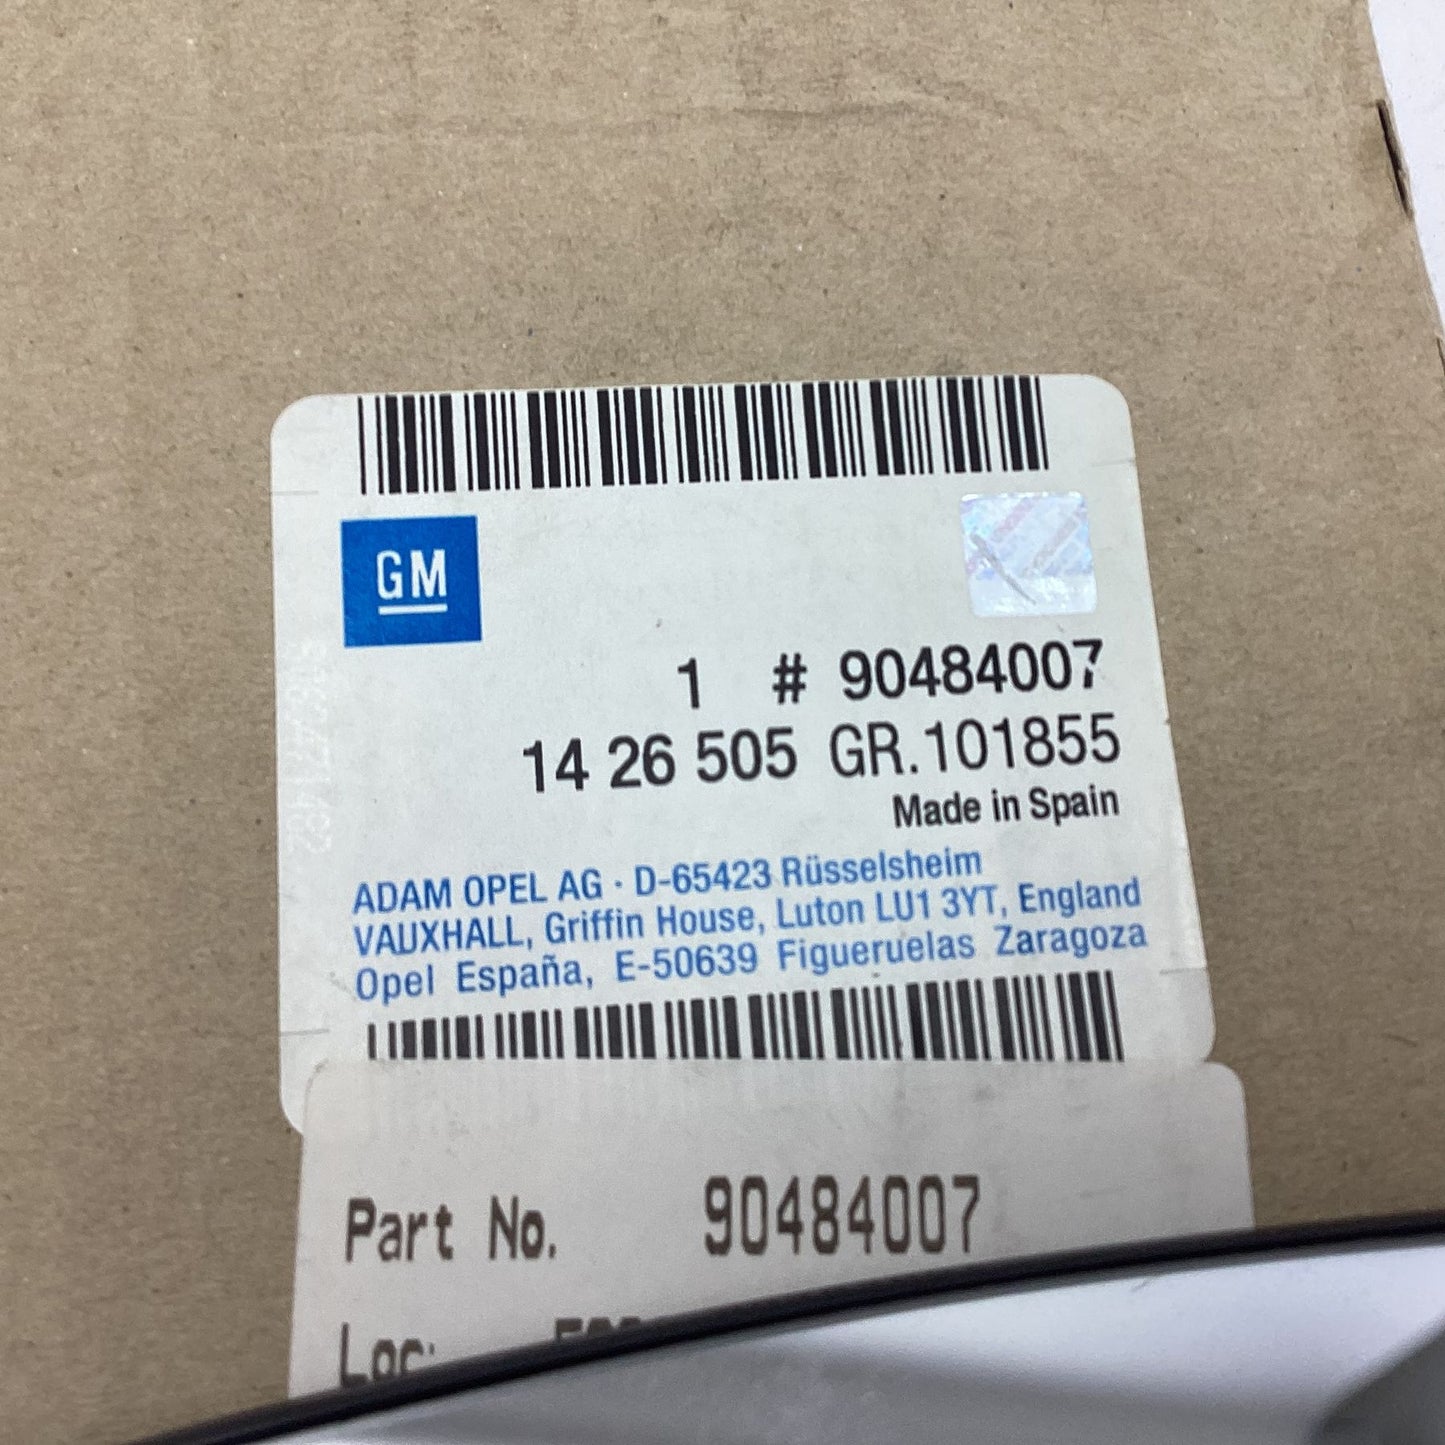 GM
1 # 90484007
14 26 505 GR.101855
Made in Spain
ADAM OPEL AG · D-65423 Rüsselsheim
VAUXHALL, Griffin House, Luton LU1 3YT, England
Opel España, E-50639 Figueruelas Zaragoza
Part No. 90484007
Loc: